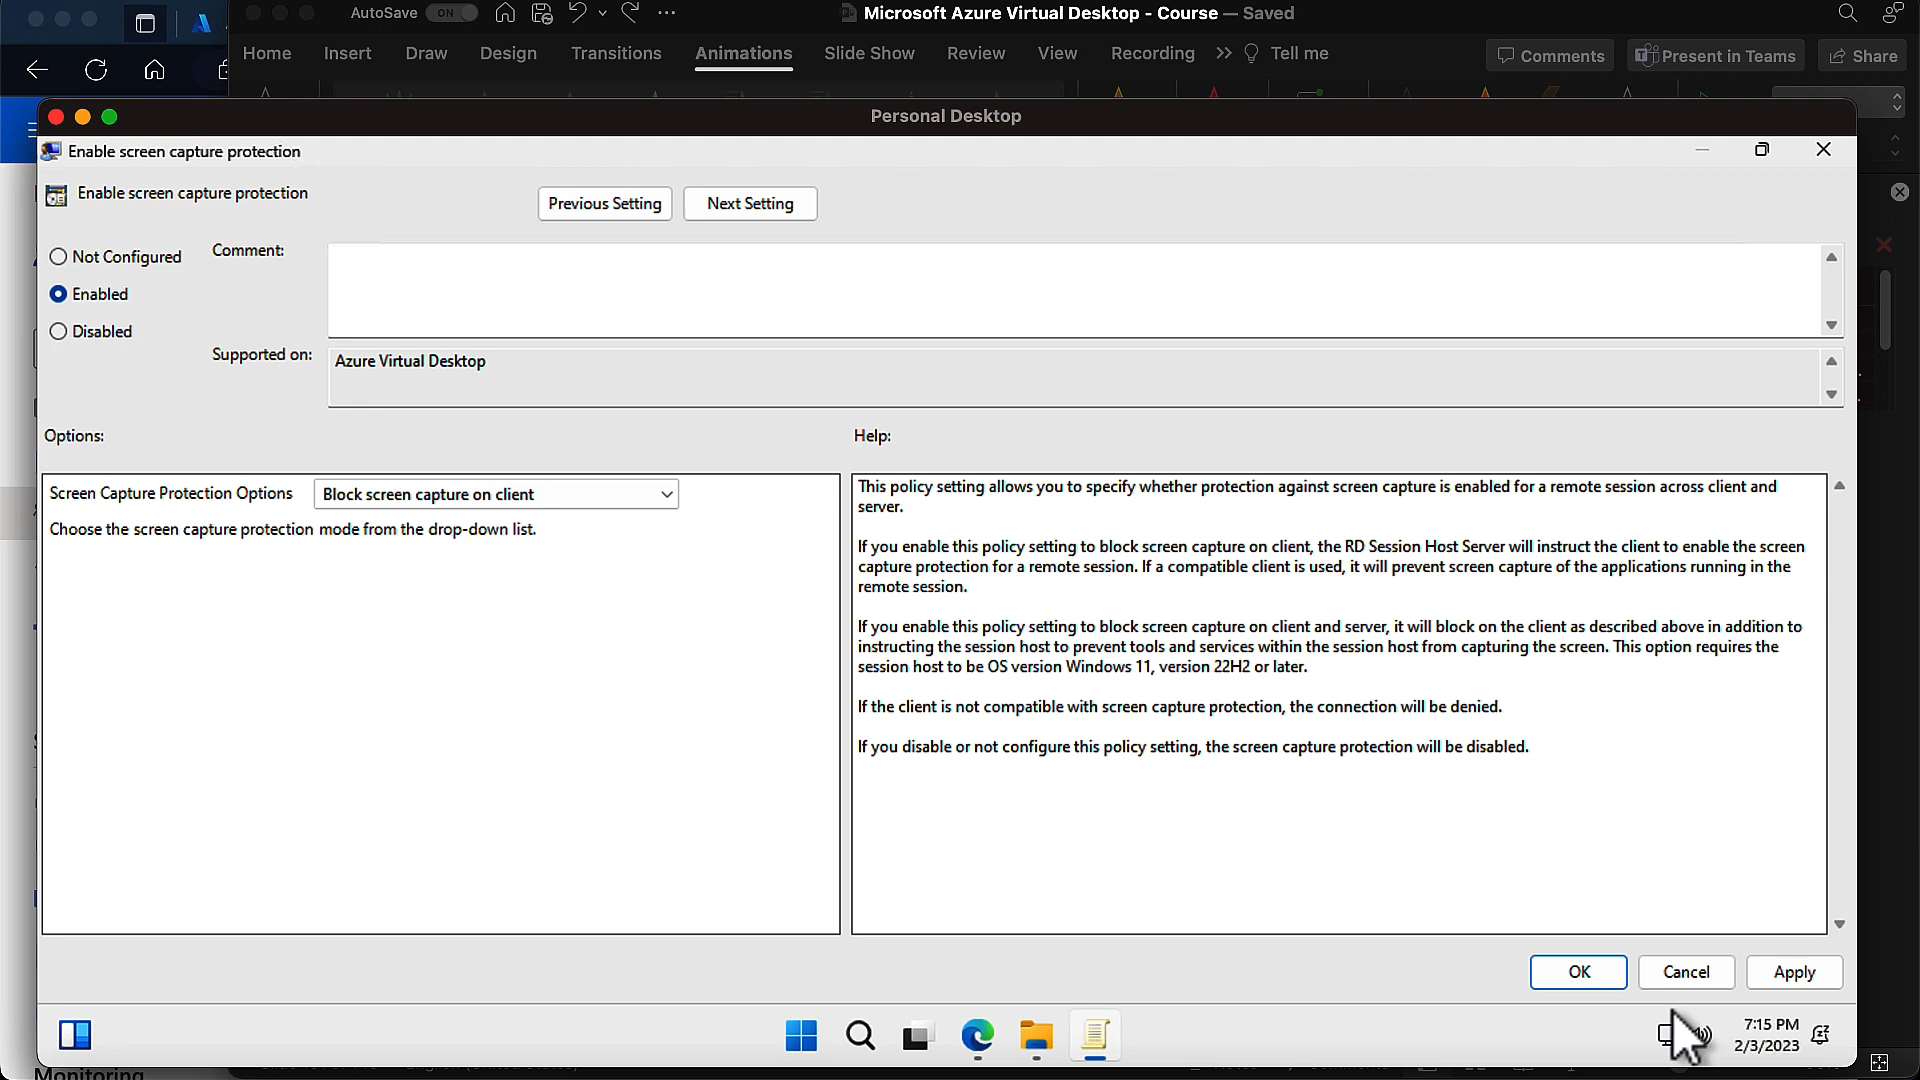 AutoSave ON
Microsoft Azure Virtual Desktop - Course — Saved
Home Insert Draw Design Transitions Animations Slide Show Review View Recording Tell me
Comments Present in Teams Share
Personal Desktop
Enable screen capture protection
Enable screen capture protection
Previous Setting Next Setting
Not Configured
Enabled
Disabled
Comment:
Supported on:
Azure Virtual Desktop
Options:
Help:
Screen Capture Protection Options Block screen capture on client
Choose the screen capture protection mode from the drop-down list.
This policy setting allows you to specify whether protection against screen capture is enabled for a remote session across client and
server.
If you enable this policy setting to block screen capture on client, the RD Session Host Server will instruct the client to enable the screen
capture protection for a remote session. If a compatible client is used, it will prevent screen capture of the applications running in the
remote session.
If you enable this policy setting to block screen capture on client and server, it will block on the client as described above in addition to
instructing the session host to prevent tools and services within the session host from capturing the screen. This option requires the
session host to be OS version Windows 11, version 22H2 or later.
If the client is not compatible with screen capture protection, the connection will be denied.
If you disable or not configure this policy setting, the screen capture protection will be disabled.
OK Cancel Apply
7:15 PM
2/3/2023
Monitoring